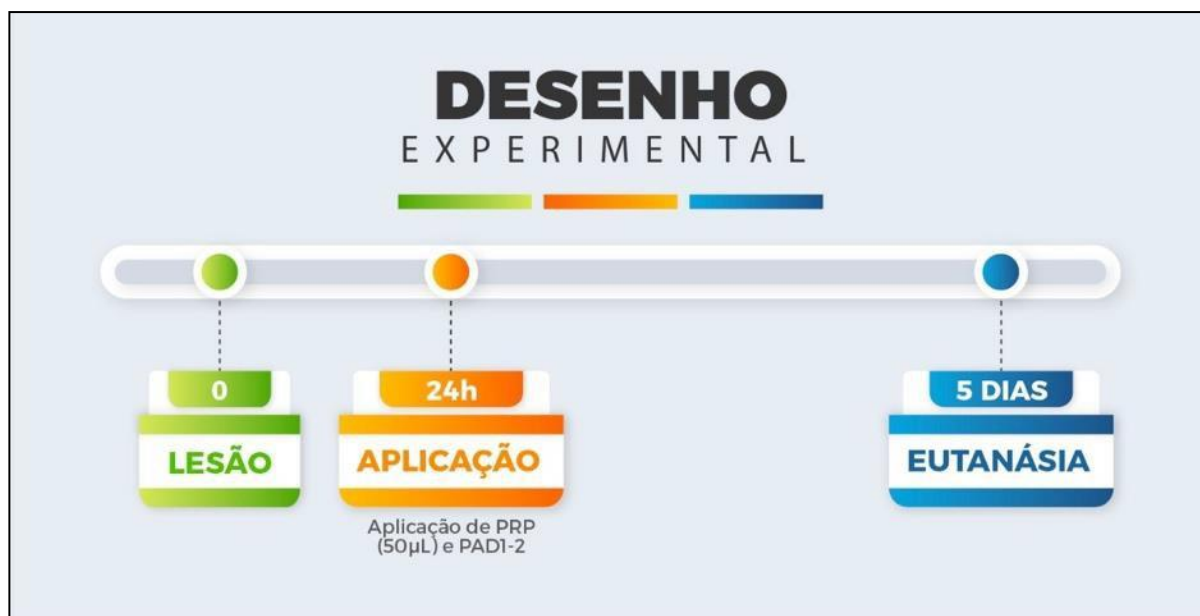 DESENHO
EXPERIMENTAL
0
LESÃO
24h
APLICAÇÃO
Aplicação de PRP
(50µL) e PAD1-2
5 DIAS
EUTANÁSIA